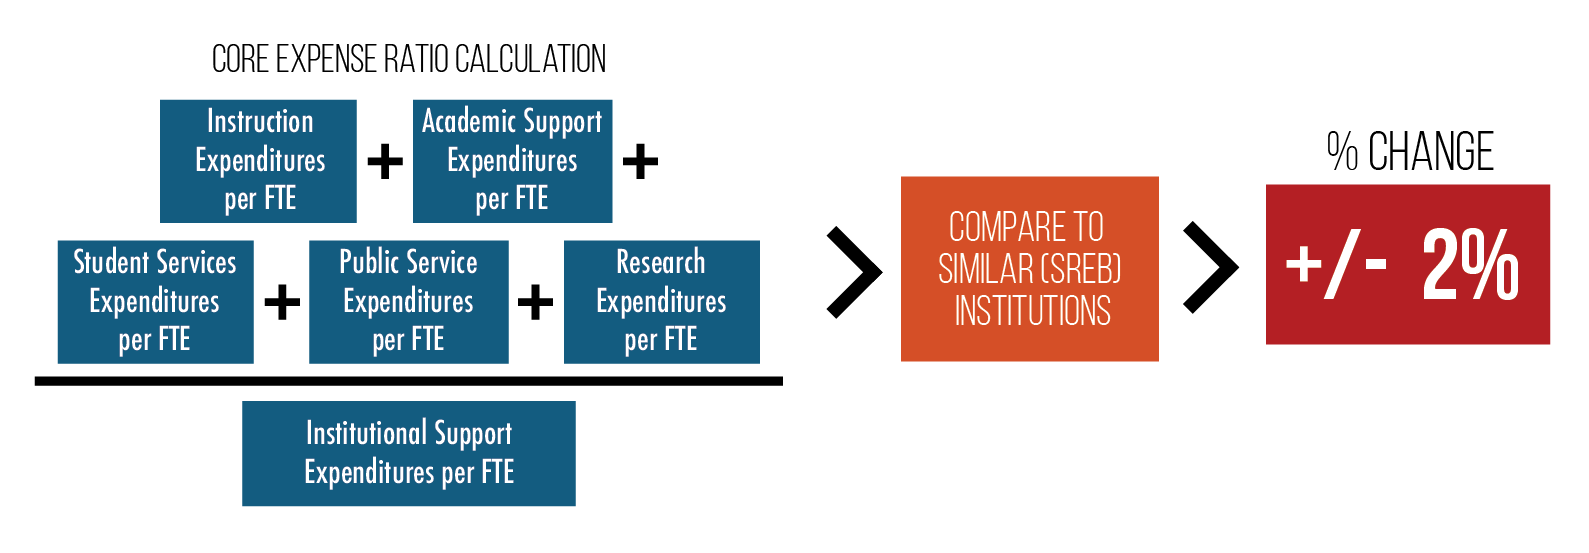 CORE EXPENSE RATIO CALCULATION
Instruction
Expenditures
per FTE
+
Academic Support
Expenditures
per FTE
+
Student Services
Expenditures
per FTE
+
Public Service
Expenditures
per FTE
+
Research
Expenditures
per FTE
Institutional Support
Expenditures per FTE
COMPARE TO
SIMILAR (SREB)
INSTITUTIONS
% CHANGE
+/- 2%